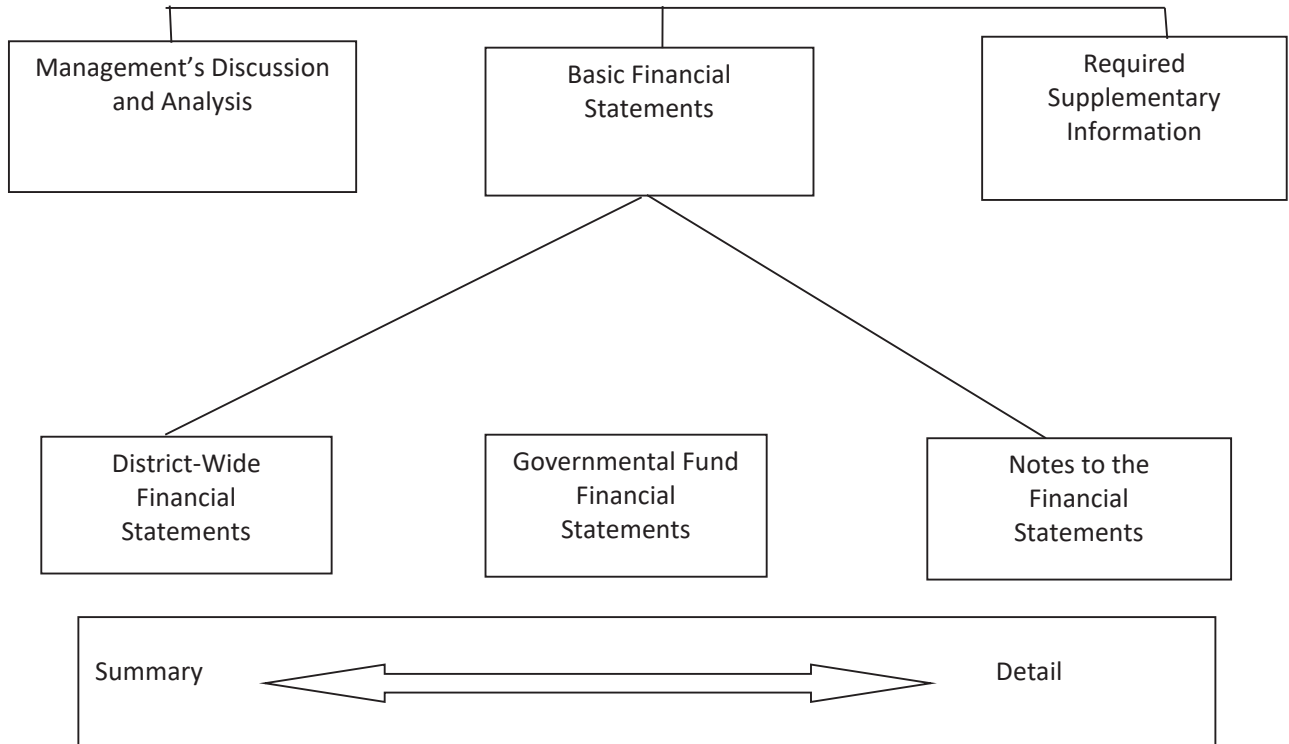 Management’s Discussion
and Analysis
Basic Financial
Statements
Required
Supplementary
Information
District-Wide
Financial
Statements
Governmental Fund
Financial
Statements
Notes to the
Financial
Statements
Summary
Detail